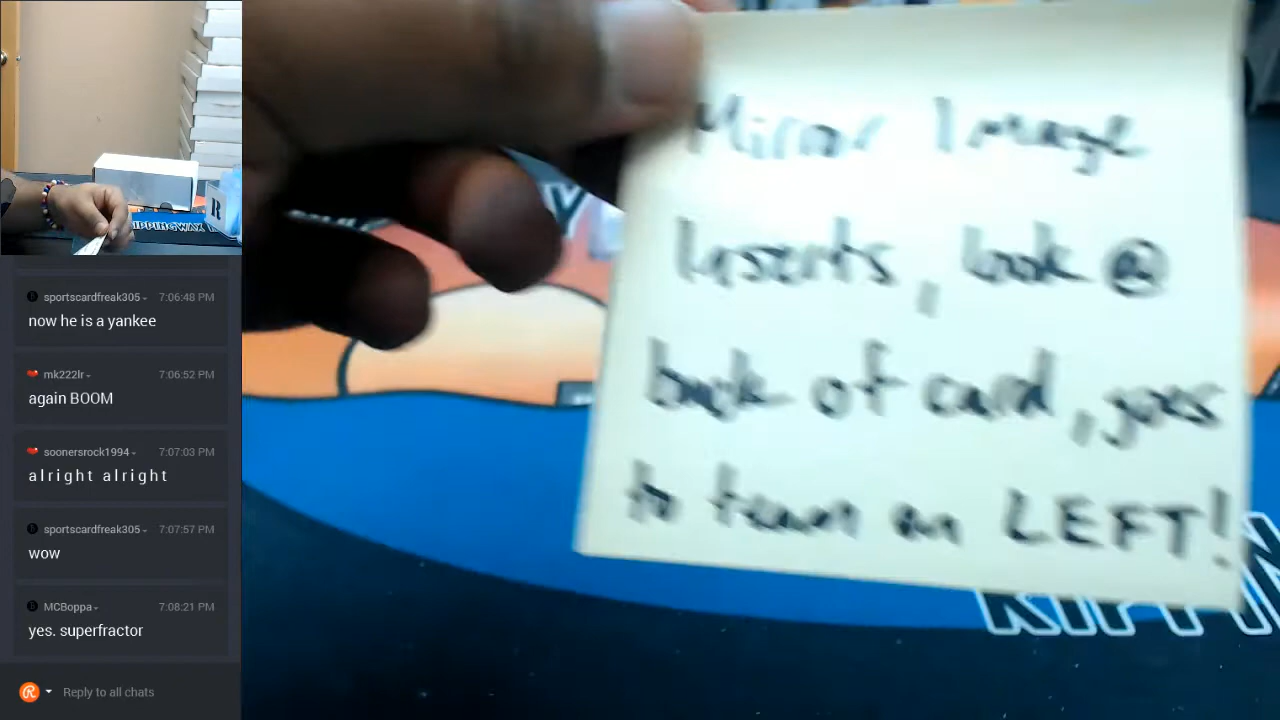 R
RIPPINGWAX
sportscardfreak305 7:06:48 PM
now he is a yankee
mk222lr 7:06:52 PM
again BOOM
soonersrock1994 7:07:03 PM
alright alright
sportscardfreak305 7:07:57 PM
wow
MCBoppa 7:08:21 PM
yes. superfractor
R Reply to all chats
Mirror Image
Inserts, look @
back of card, goes
to team on LEFT!
RIPPIN